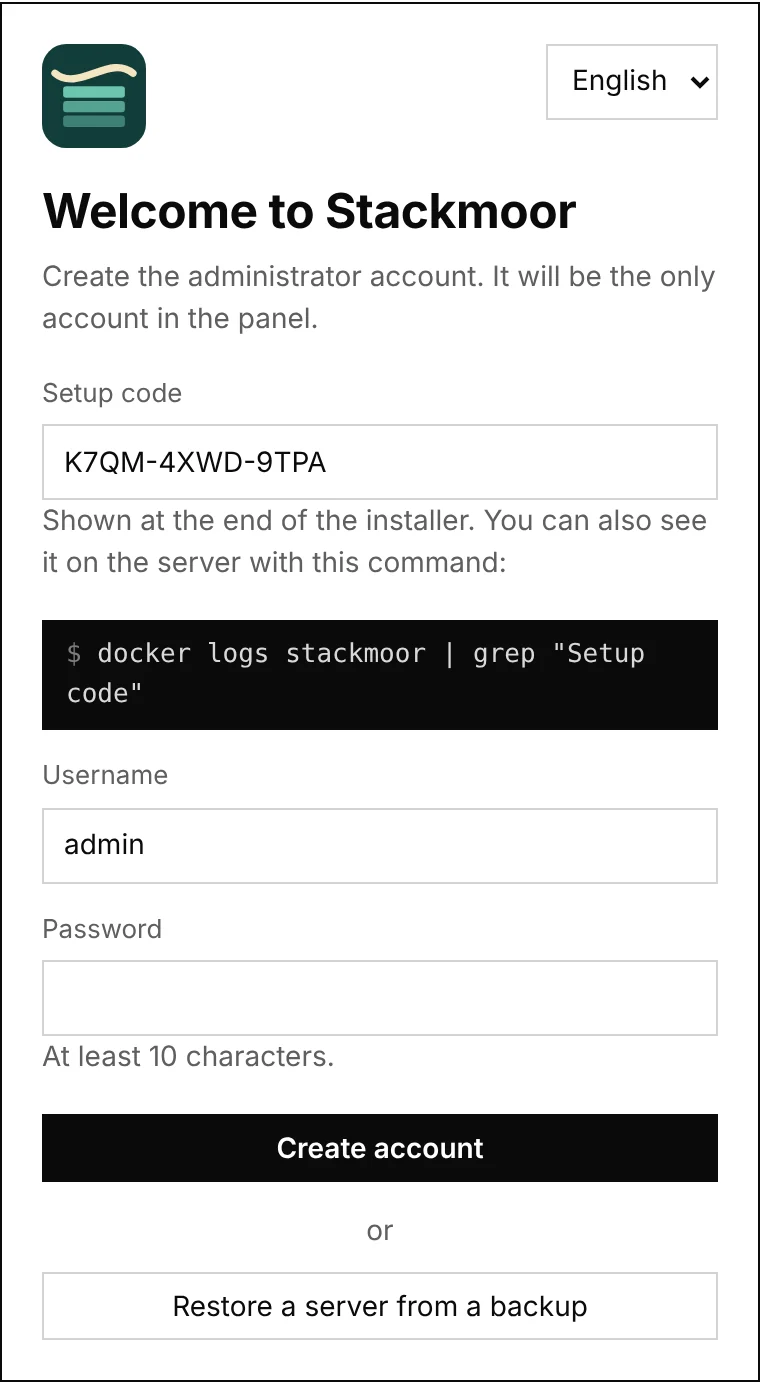 English
Welcome to Stackmoor
Create the administrator account. It will be the only
account in the panel.
Setup code
K7QM-4XWD-9TPA
Shown at the end of the installer. You can also see
it on the server with this command:
$ docker logs stackmoor | grep "Setup
code"
Username
admin
Password
At least 10 characters.
Create account
or
Restore a server from a backup